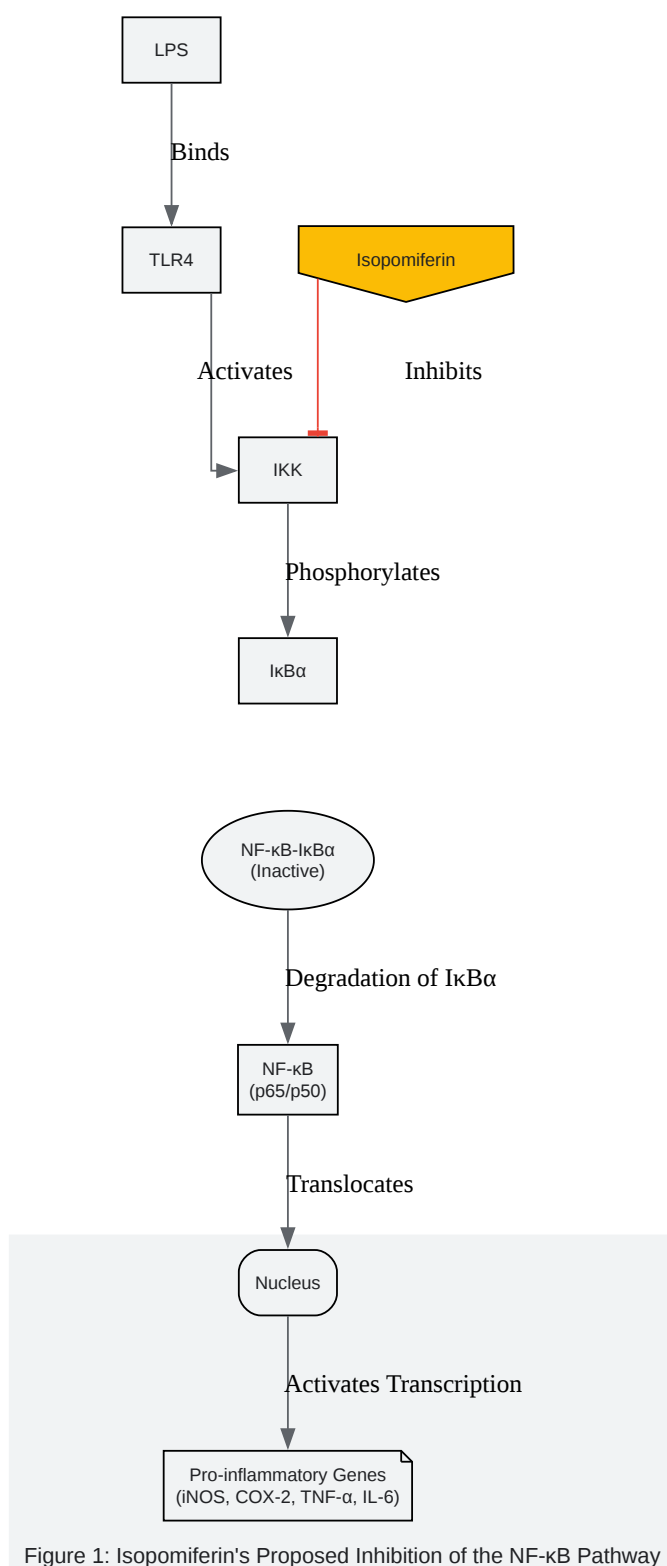 LPS
Binds
TLR4
Isopomiferin
Activates
Inhibits
IKK
Phosphorylates
IκBα
NF-κB-IκBα
(Inactive)
Degradation of IκBα
NF-κB
(p65/p50)
Translocates
Nucleus
Activates Transcription
Pro-inflammatory Genes
(iNOS, COX-2, TNF-α, IL-6)
Figure 1: Isopomiferin's Proposed Inhibition of the NF-κB Pathway